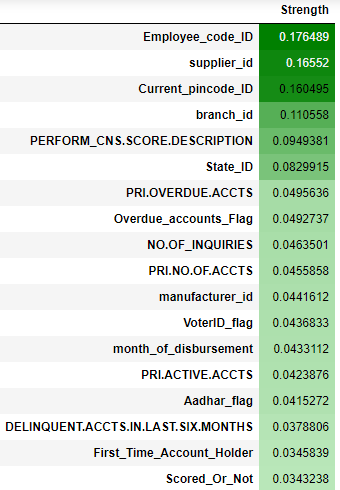 Strength
Employee_code_ID 0.176489
supplier_id 0.16552
Current_pincode_ID 0.160495
branch_id 0.110558
PERFORM_CNS.SCORE.DESCRIPTION 0.0949381
State_ID 0.0829915
PRI.OVERDUE.ACCTS 0.0495636
Overdue_accounts_Flag 0.0492737
NO.OF_INQUIRIES 0.0463501
PRI.NO.OF.ACCTS 0.0455858
manufacturer_id 0.0441612
VoterID_flag 0.0436833
month_of_disbursement 0.0433112
PRI.ACTIVE.ACCTS 0.0423876
Aadhar_flag 0.0415272
DELINQUENT.ACCTS.IN.LAST.SIX.MONTHS 0.0378806
First_Time_Account_Holder 0.0345839
Scored_Or_Not 0.0343238